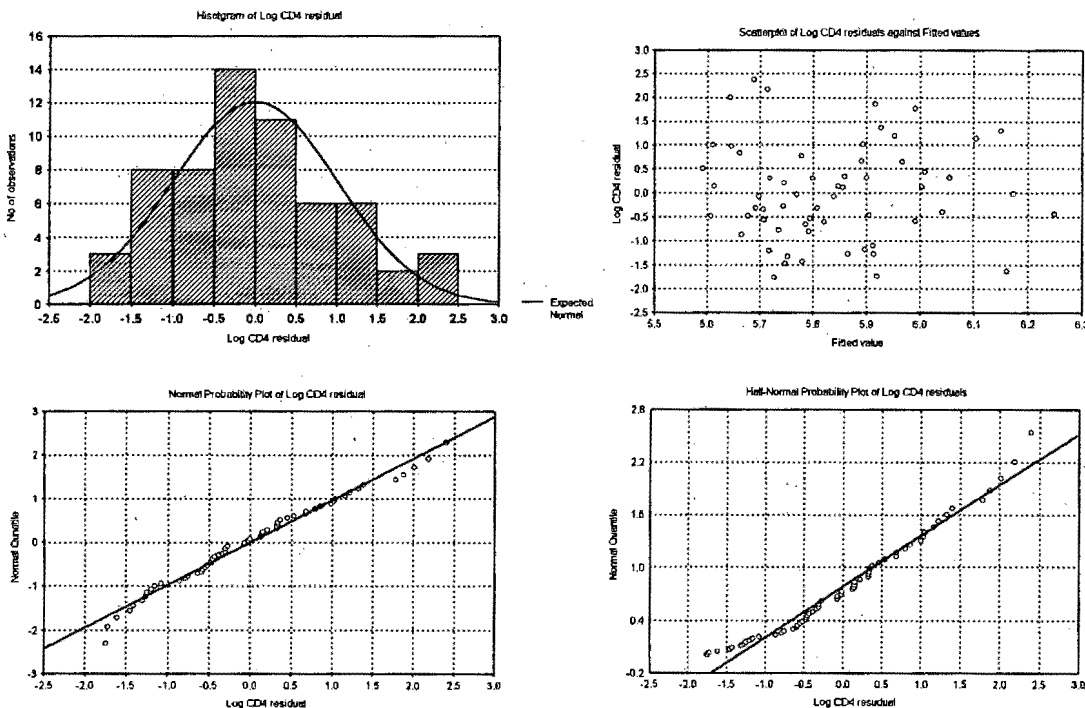 Hisotgram of Log CD4 residual
16
14
12
10
8
6
4
2
0
No of observations
-2.5 -2.0 -1.5 -1.0 -0.5 0.0 0.5 1.0 1.5 2.0 2.5 3.0
Log CD4 residual
Expected
Normal
Scatterplot of Log CD4 residuals against Fitted values
3.0
2.5
2.0
1.5
1.0
0.5
0.0
-0.5
-1.0
-1.5
-2.0
-2.5
Log CD4 residual
5.5 5.6 5.7 5.8 5.9 6.0 6.1 6.2 6.3
Fitted value
Normal Probability Plot of Log CD4 residual
3
2
1
0
-1
-2
-3
Normal Quantile
-2.5 -2.0 -1.5 -1.0 -0.5 0.0 0.5 1.0 1.5 2.0 2.5 3.0
Log CD4 residual
Half-Normal Probability Plot of Log CD4 residuals
2.8
2.2
1.6
1.0
0.4
-0.2
Normal Quantile
-2.5 -2.0 -1.5 -1.0 -0.5 0.0 0.5 1.0 1.5 2.0 2.5 3.0
Log CD4 resudual